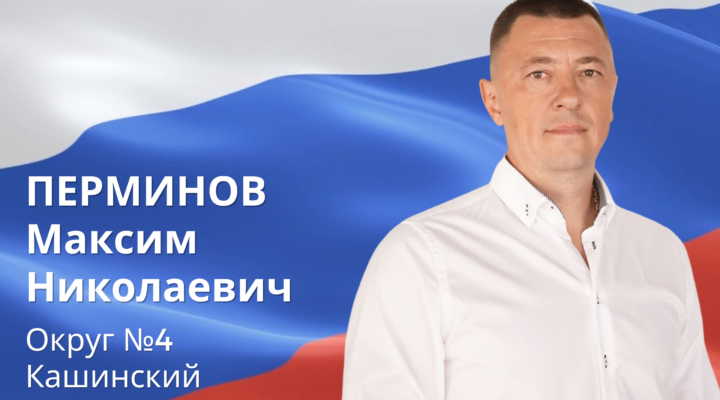 ПЕРМИНОВ
Максим
Николаевич
Округ №4
Кашинский